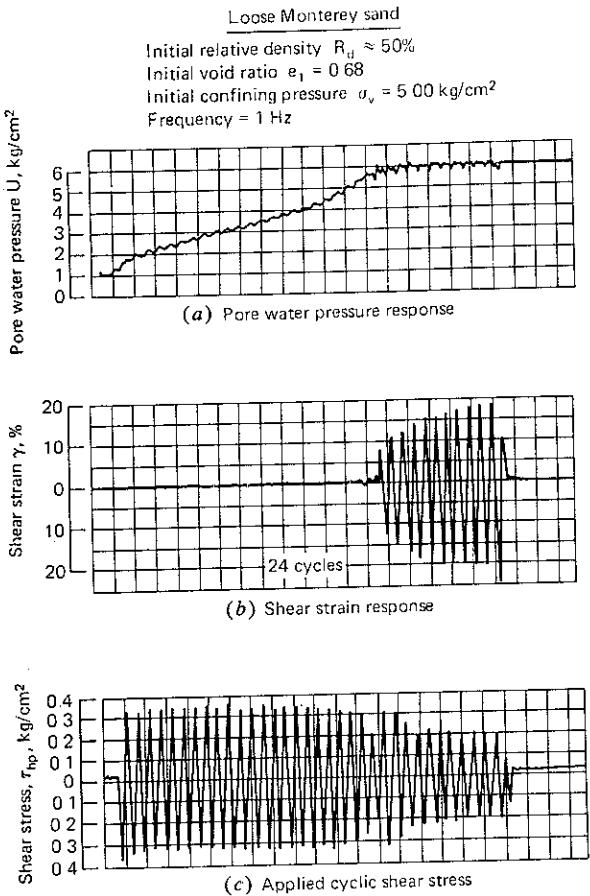 Loose Monterey sand
Initial relative density R_d ≈ 50%
Initial void ratio e_1 = 0 68
Initial confining pressure σ_v = 5 00 kg/cm²
Frequency = 1 Hz
Pore water pressure U, kg/cm²
6
5
4
3
2
1
0
(a) Pore water pressure response
Shear strain γ, %
20
10
0
10
20
24 cycles
(b) Shear strain response
Shear stress, τ_hp, kg/cm²
0 4
0 3
0 2
0 1
0
0 1
0 2
0 3
0 4
(c) Applied cyclic shear stress